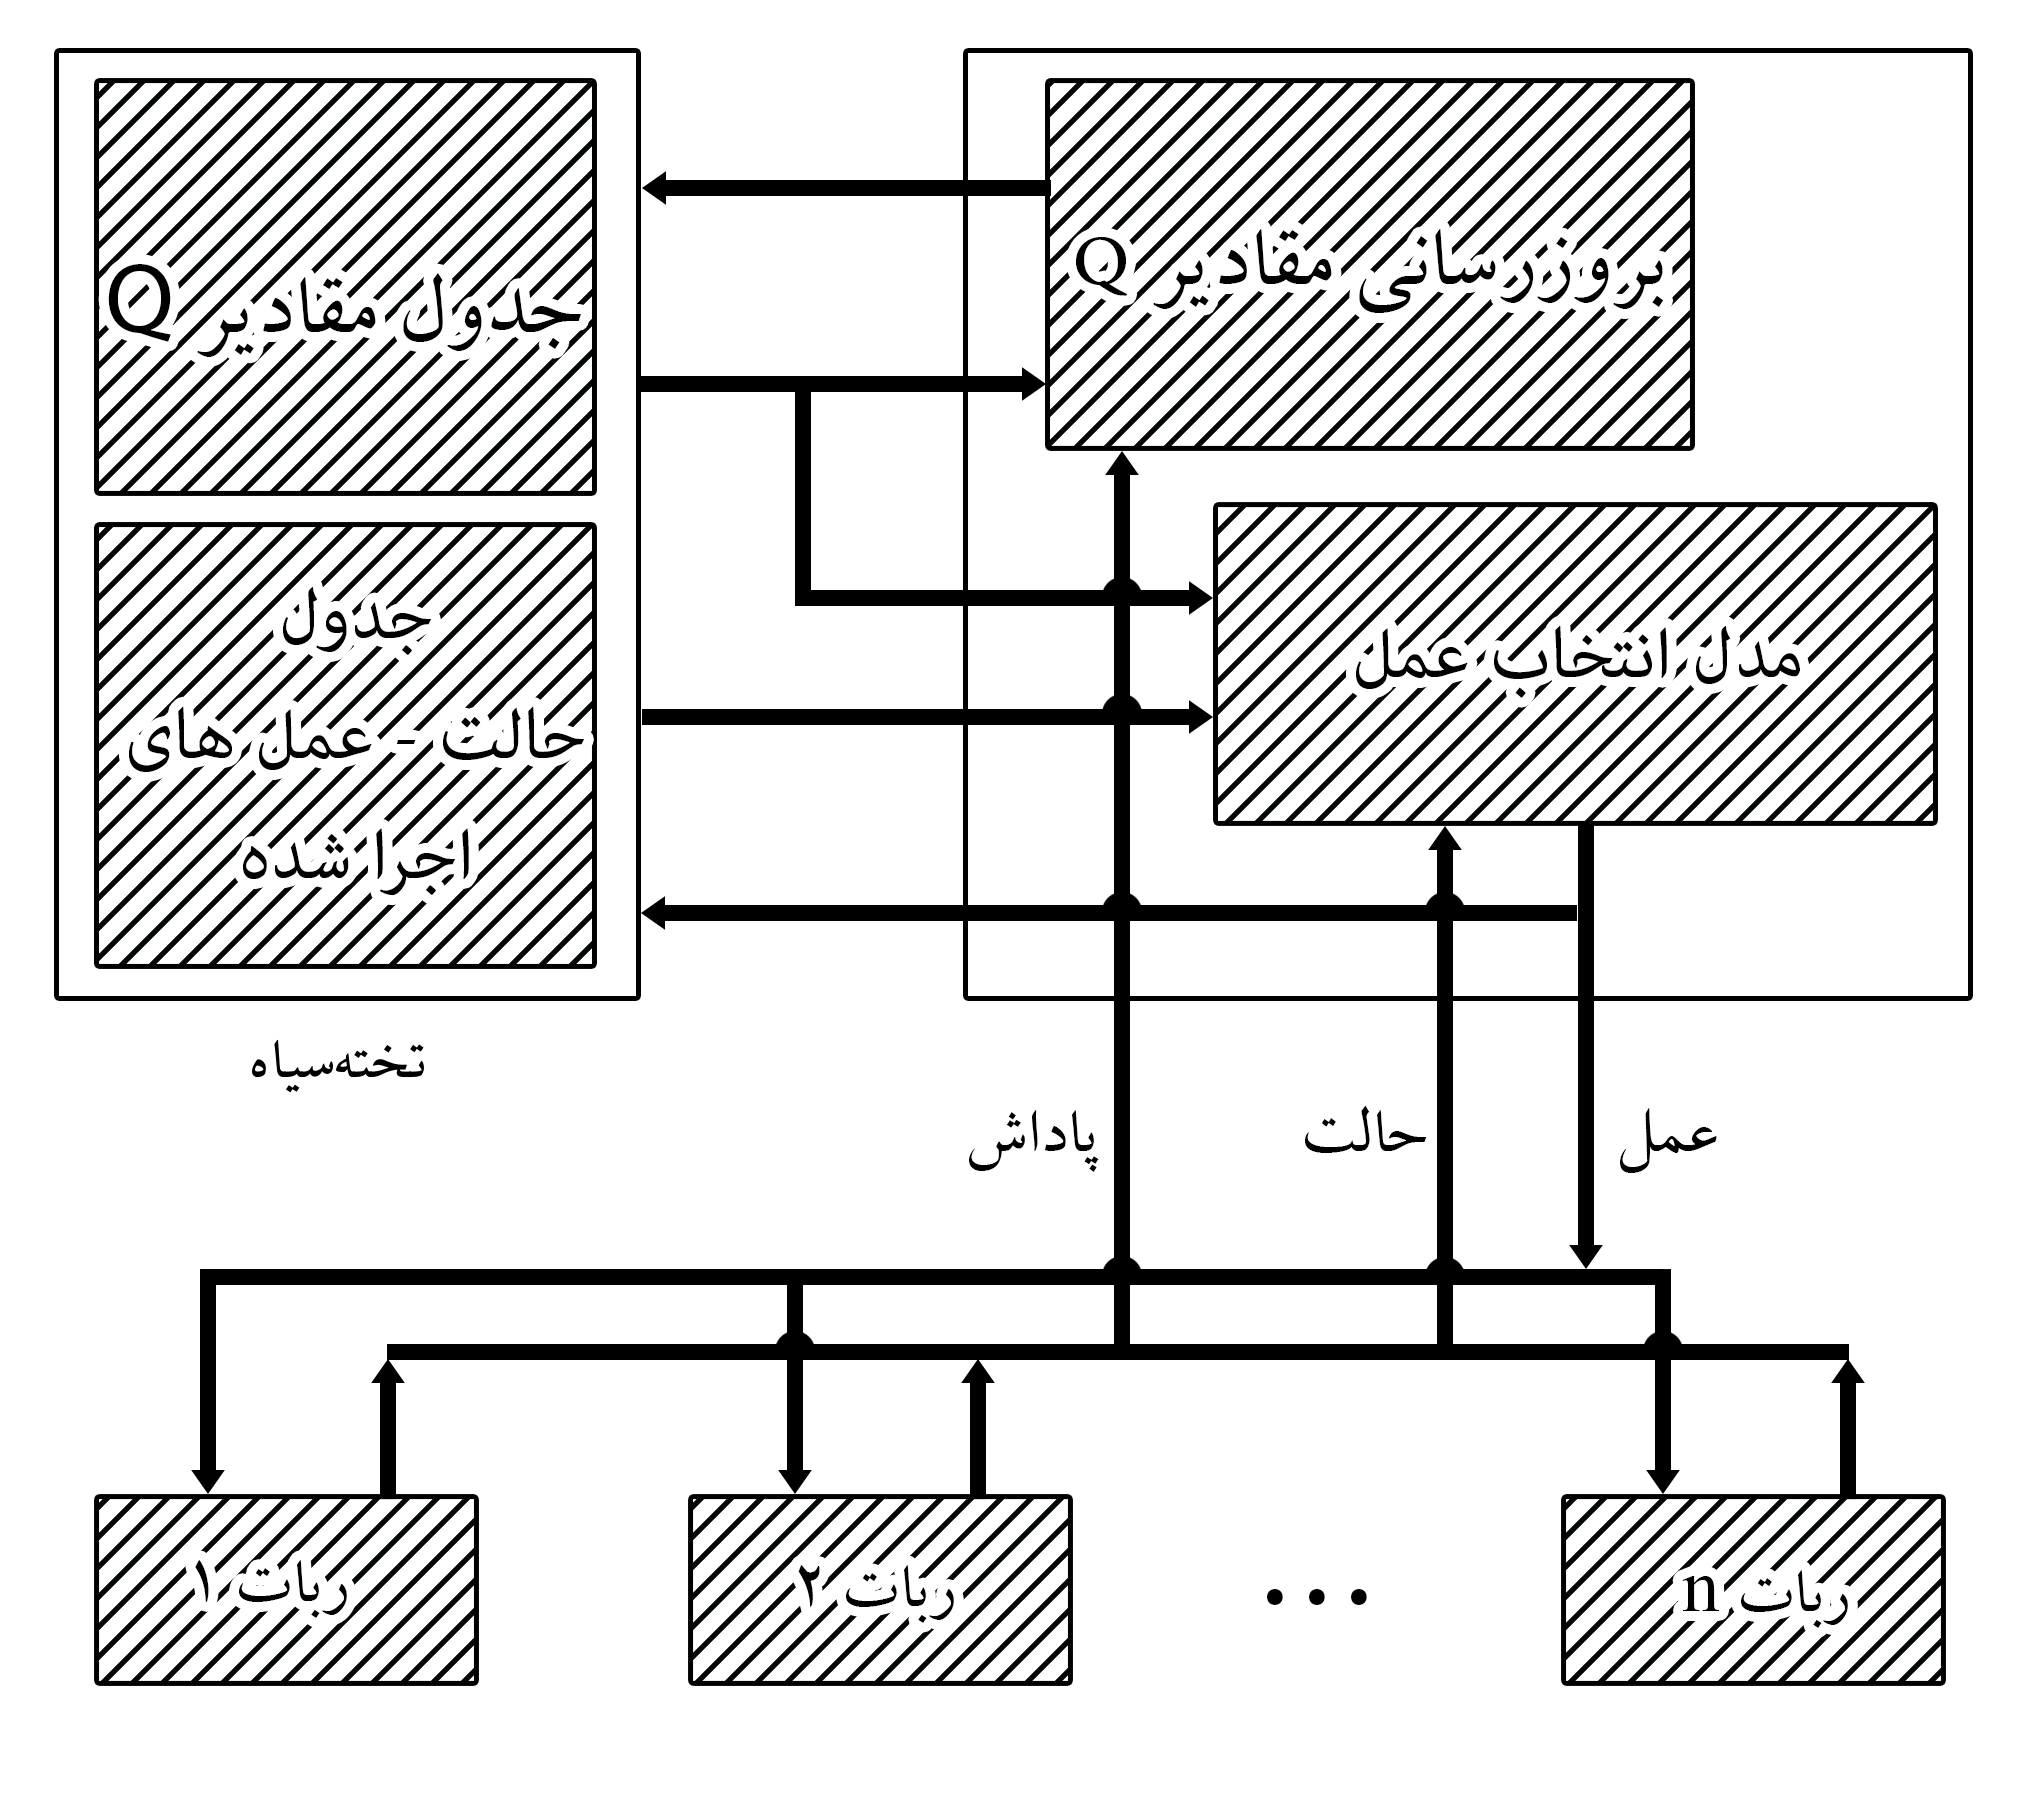 جدول مقادیر Q
بروزرسانی مقادیر Q
جدول
حالت - عمل های
اجرا شده
مدل انتخاب عمل
تخته‌سیاه
پاداش
حالت
عمل
ربات ۱
ربات ۲
...
ربات n